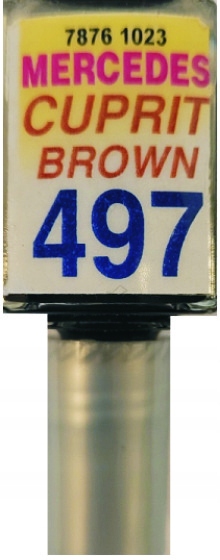 7876 1023
MERCEDES
CUPRIT
BROWN
497